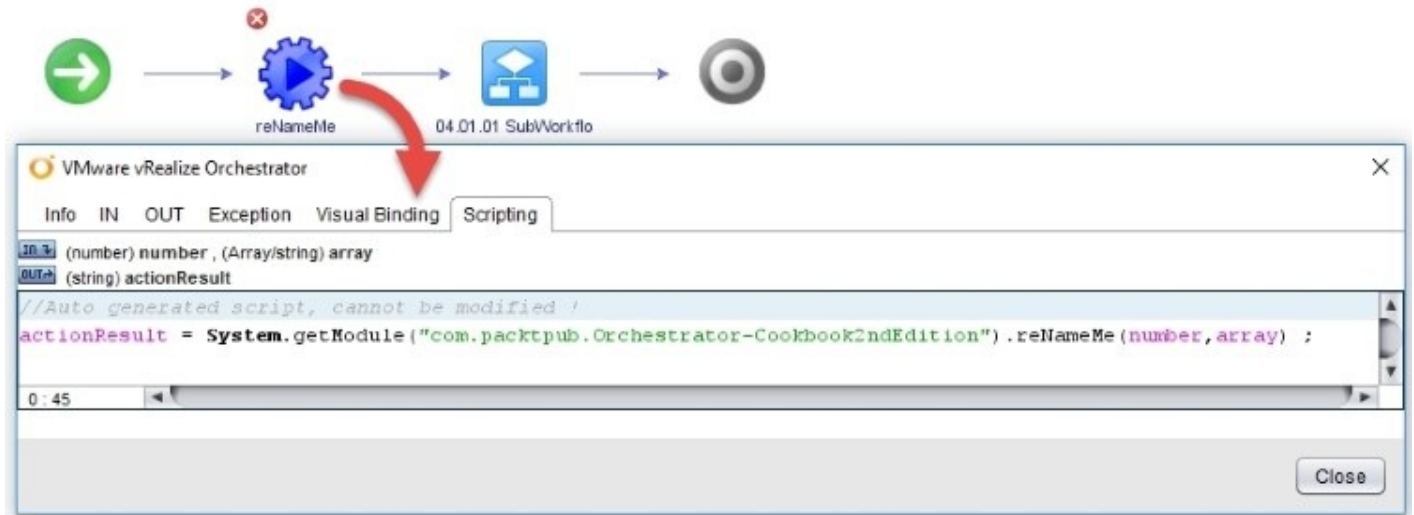 reNameMe
04.01.01 SubWorkflo
VMware vRealize Orchestrator
Info IN OUT Exception Visual Binding Scripting
IN (number) number , (Array/string) array
OUT (string) actionResult
//Auto generated script, cannot be modified !
actionResult = System.getModule("com.packtpub.Orchestrator-Cookbook2ndEdition").reNameMe(number,array) ;
0 : 45
Close